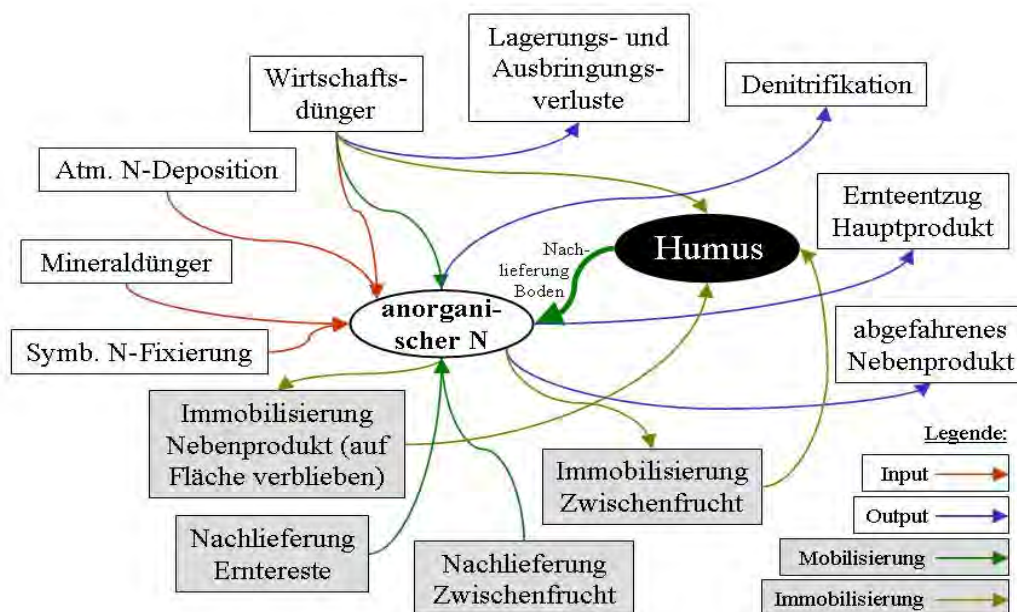 Lagerungs- und
Ausbringungs-
verluste
Wirtschafts-
dünger
Denitrifikation
Atm. N-Deposition
Ernteentzug
Hauptprodukt
Mineraldünger
Nach-
lieferung
Boden
Humus
anorgani-
scher N
Symb. N-Fixierung
abgefahrenes
Nebenprodukt
Immobilisierung
Nebenprodukt (auf
Fläche verblieben)
Immobilisierung
Zwischenfrucht
Nachlieferung
Erntereste
Nachlieferung
Zwischenfrucht
Legende:
Input
Output
Mobilisierung
Immobilisierung